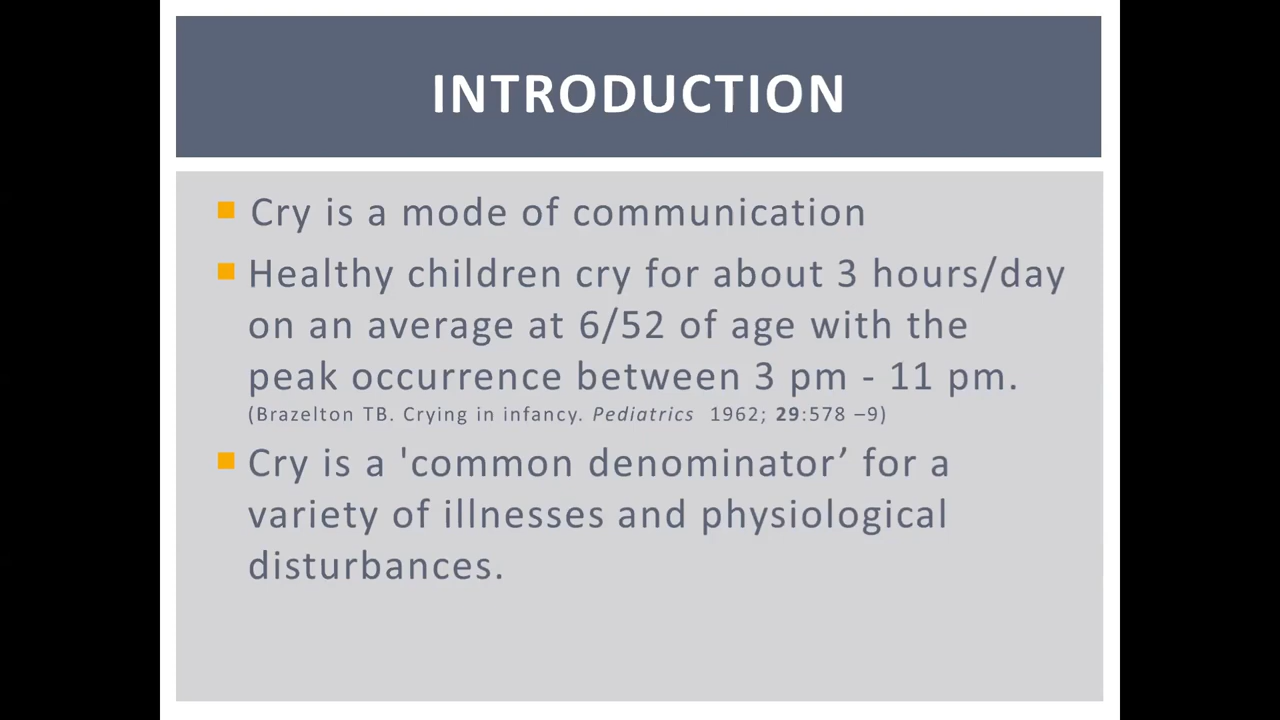 INTRODUCTION
Cry is a mode of communication
Healthy children cry for about 3 hours/day
on an average at 6/52 of age with the
peak occurrence between 3 pm - 11 pm.
(Brazelton TB. Crying in infancy. Pediatrics 1962; 29:578 –9)
Cry is a 'common denominator’ for a
variety of illnesses and physiological
disturbances.